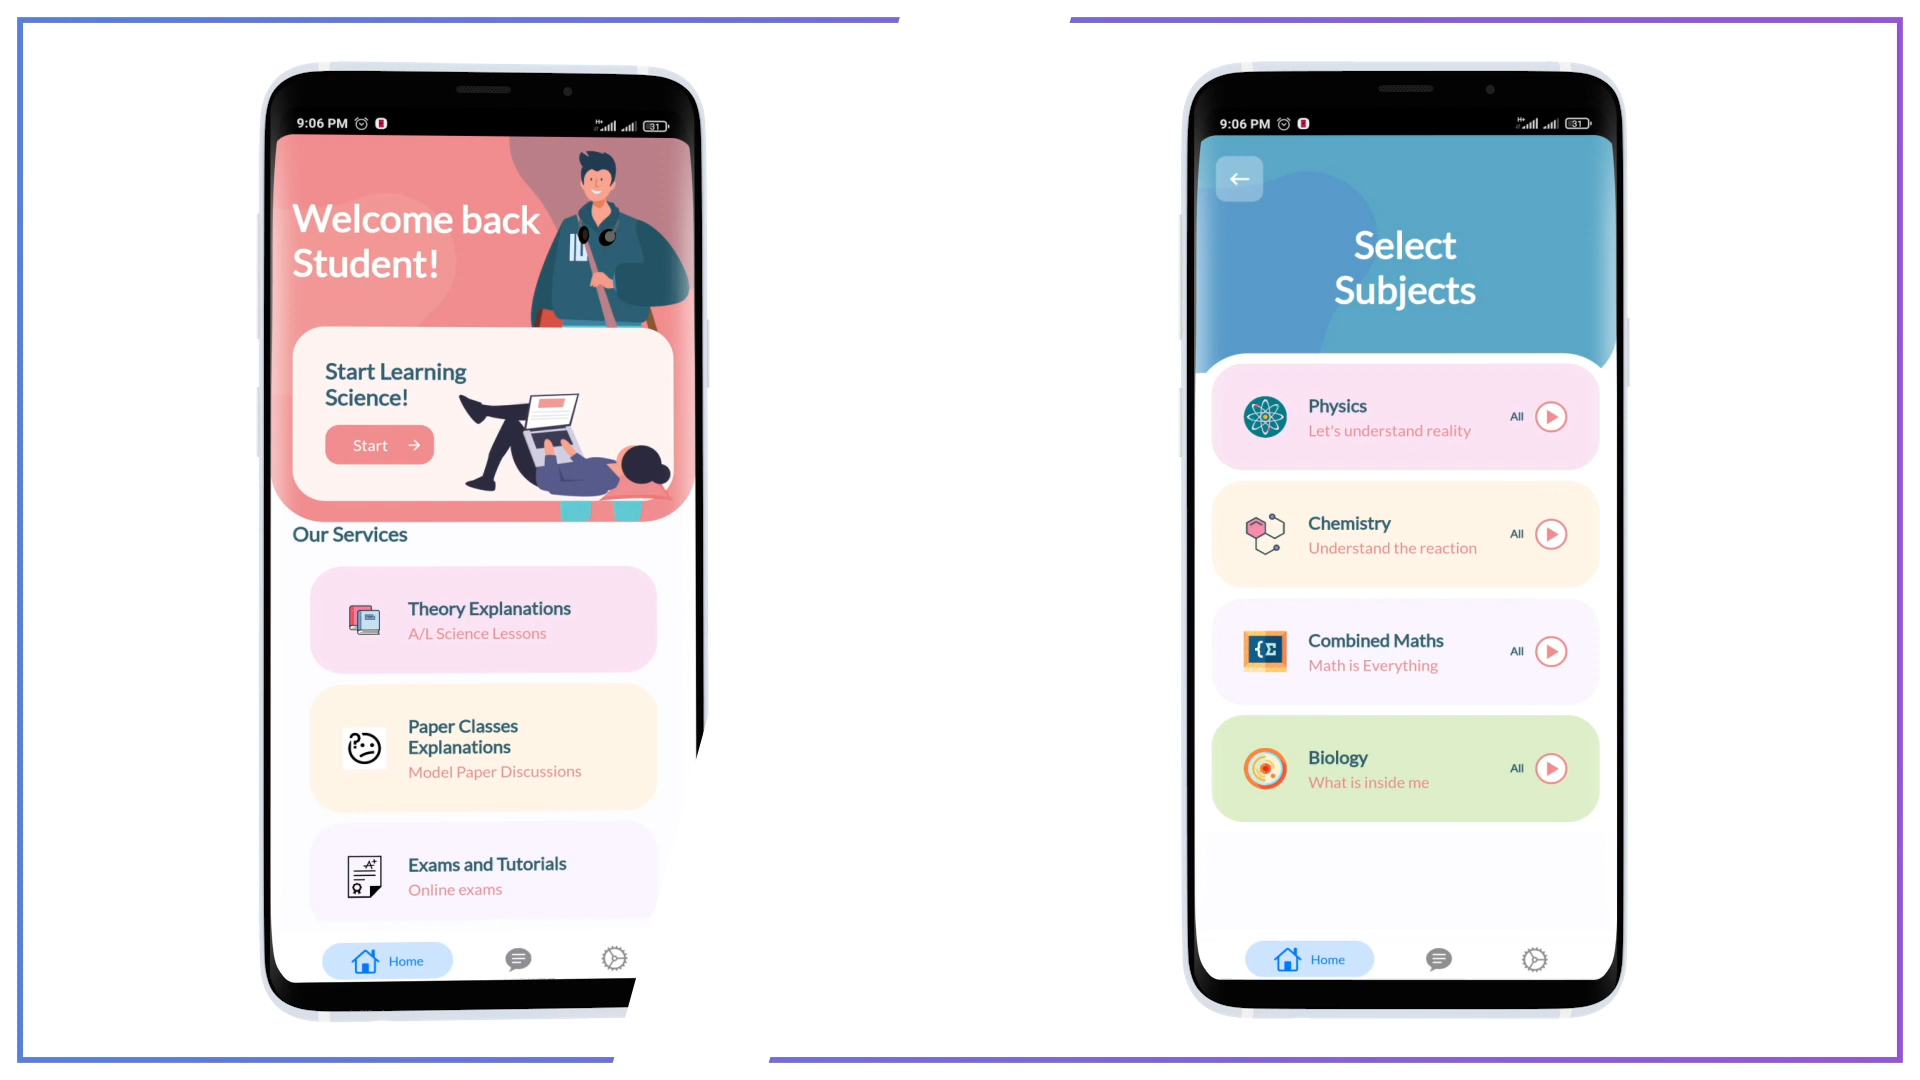 9:06 PM
31
Welcome back
Student!
Start Learning
Science!
Start
Our Services
Theory Explanations
A/L Science Lessons
Paper Classes
Explanations
Model Paper Discussions
Exams and Tutorials
Online exams
Home
9:06 PM
31
Select
Subjects
Physics
Let's understand reality
All
Chemistry
Understand the reaction
All
Combined Maths
Math is Everything
All
Biology
What is inside me
All
Home